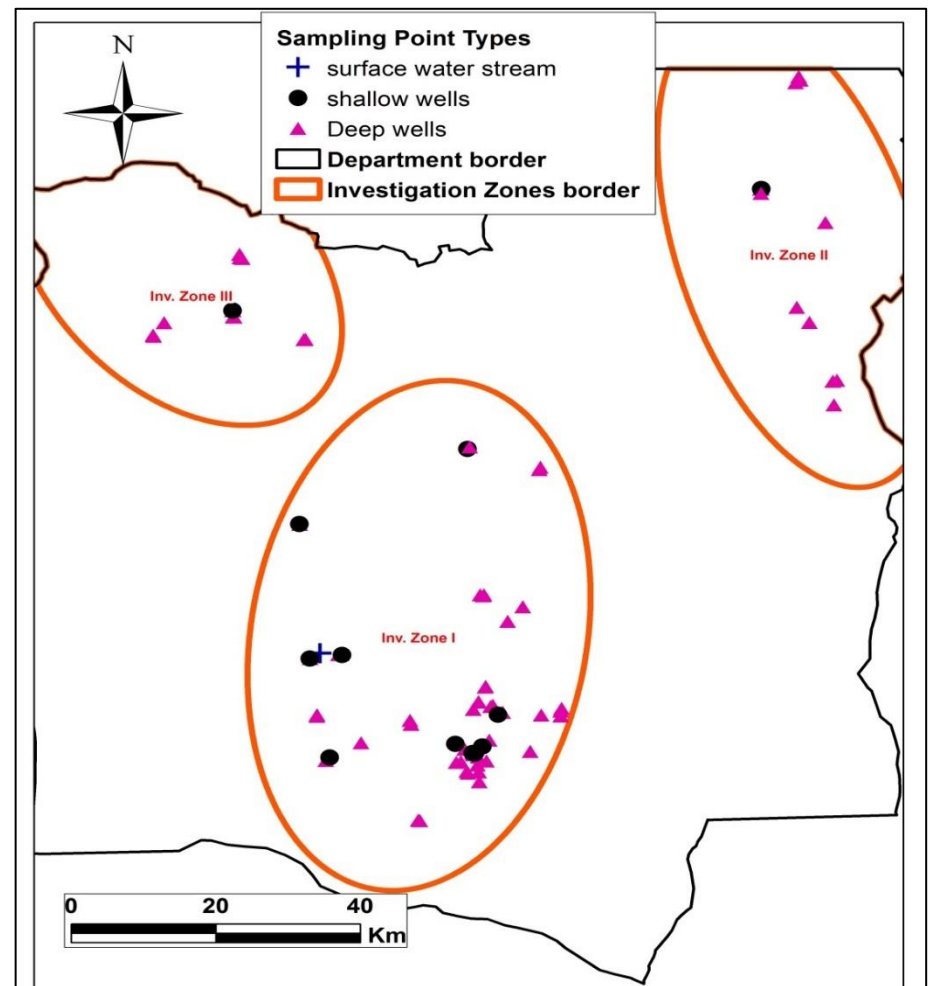 N
Sampling Point Types
surface water stream
shallow wells
Deep wells
Department border
Investigation Zones border
Inv. Zone II
Inv. Zone III
Inv. Zone I
0 20 40
Km